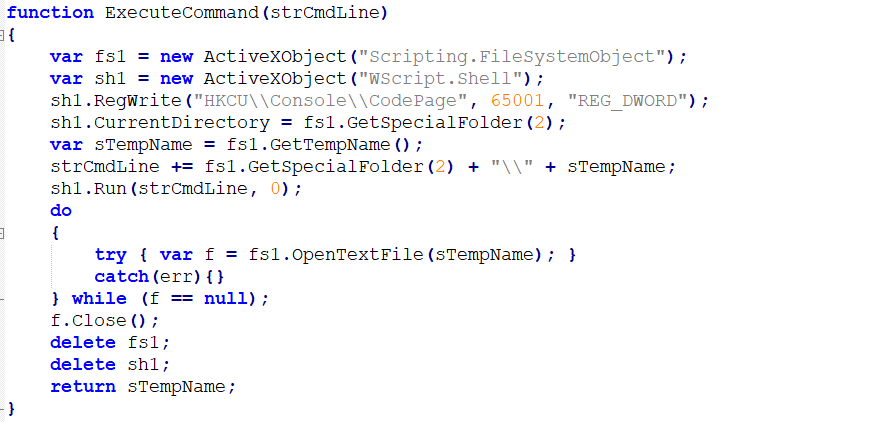 function ExecuteCommand(strCmdLine)
{
    var fs1 = new ActiveXObject("Scripting.FileSystemObject");
    var sh1 = new ActiveXObject("WScript.Shell");
    sh1.RegWrite("HKCU\\Console\\CodePage", 65001, "REG_DWORD");
    sh1.CurrentDirectory = fs1.GetSpecialFolder(2);
    var sTempName = fs1.GetTempName();
    strCmdLine += fs1.GetSpecialFolder(2) + "\\" + sTempName;
    sh1.Run(strCmdLine, 0);
    do
    {
        try { var f = fs1.OpenTextFile(sTempName); }
        catch(err){}
    } while (f == null);
    f.Close();
    delete fs1;
    delete sh1;
    return sTempName;
}